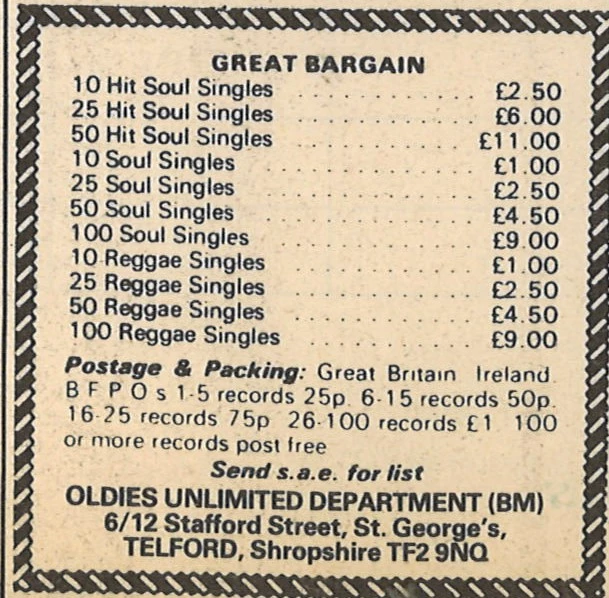 GREAT BARGAIN
10 Hit Soul Singles . . . . . . . . . . . . . . £2.50
25 Hit Soul Singles . . . . . . . . . . . . . . £6.00
50 Hit Soul Singles . . . . . . . . . . . . . £11.00
10 Soul Singles . . . . . . . . . . . . . . £1.00
25 Soul Singles . . . . . . . . . . . . . . £2.50
50 Soul Singles . . . . . . . . . . . . . . £4.50
100 Soul Singles . . . . . . . . . . . . . . £9.00
10 Reggae Singles . . . . . . . . . . . . . . £1.00
25 Reggae Singles . . . . . . . . . . . . . . £2.50
50 Reggae Singles . . . . . . . . . . . . . . £4.50
100 Reggae Singles . . . . . . . . . . . . . £9.00
Postage & Packing: Great Britain Ireland.
B F P O s 1-5 records 25p. 6-15 records 50p.
16-25 records 75p 26-100 records £1 100
or more records post free
Send s.a.e. for list
OLDIES UNLIMITED DEPARTMENT (BM)
6/12 Stafford Street, St. George's,
TELFORD, Shropshire TF2 9NQ